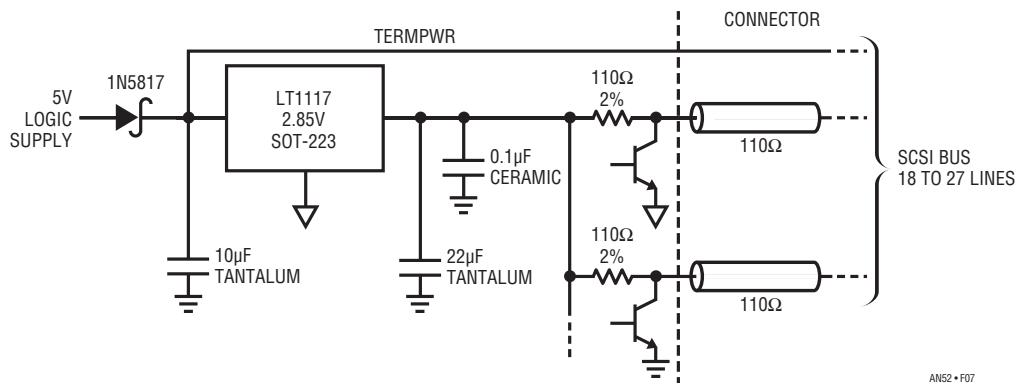 CONNECTOR
TERMPWR
1N5817
5V
LOGIC
SUPPLY
LT1117
2.85V
SOT-223
110Ω
2%
110Ω
0.1µF
CERAMIC
SCSI BUS
18 TO 27 LINES
10µF
TANTALUM
22µF
TANTALUM
110Ω
2%
110Ω
AN52 • F07